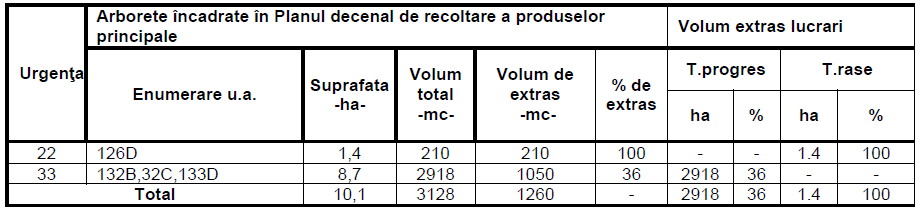 Urgenţa Arborete încadrate în Planul decenal de recoltare a produselor principale Volum extras lucrari
Enumerare u.a. Suprafata -ha- Volum total -mc- Volum de extras -mc- % de extras T.progres T.rase
ha % ha %
22 126D 1,4 210 210 100 - - 1.4 100
33 132B,32C,133D 8,7 2918 1050 36 2918 36 - -
Total 10,1 3128 1260 - 2918 36 1.4 100